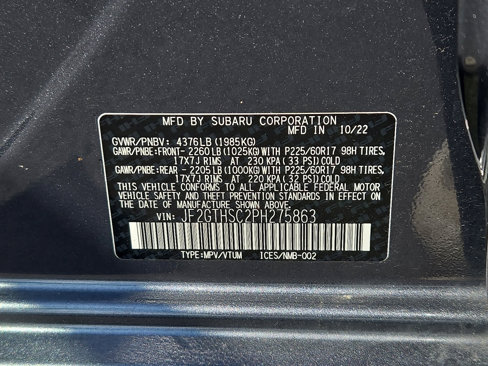 MFD BY SUBARU CORPORATION
MFD IN 10/22
GVWR/PNBV: 4376LB (1985KG)
GAWR/PNBE:FRONT- 2260LB(1025KG)WITH P225/60R17 98H TIRES,
17X7J RIMS AT 230 KPA (33 PSI)COLD
GAWR/PNBE:REAR - 2205LB(1000KG)WITH P225/60R17 98H TIRES,
17X7J RIMS AT 220 KPA (32 PSI)COLD
THIS VEHICLE CONFORMS TO ALL APPLICABLE FEDERAL MOTOR
VEHICLE SAFETY AND THEFT PREVENTION STANDARDS IN EFFECT ON
THE DATE OF MANUFACTURE SHOWN ABOVE.
VIN: JF2GTHSC2PH275863
TYPE:MPV/VTUM ICES/NMB-002